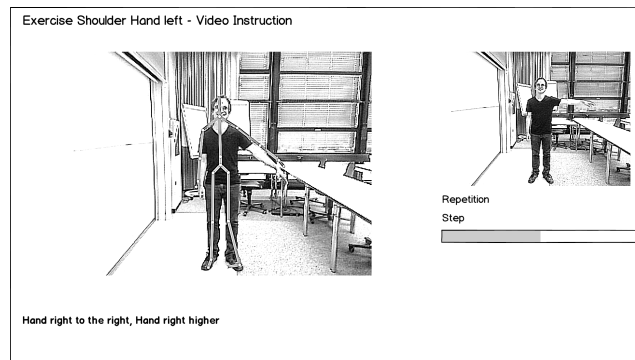 Exercise Shoulder Hand left - Video Instruction
Repetition
Step
Hand right to the right, Hand right higher